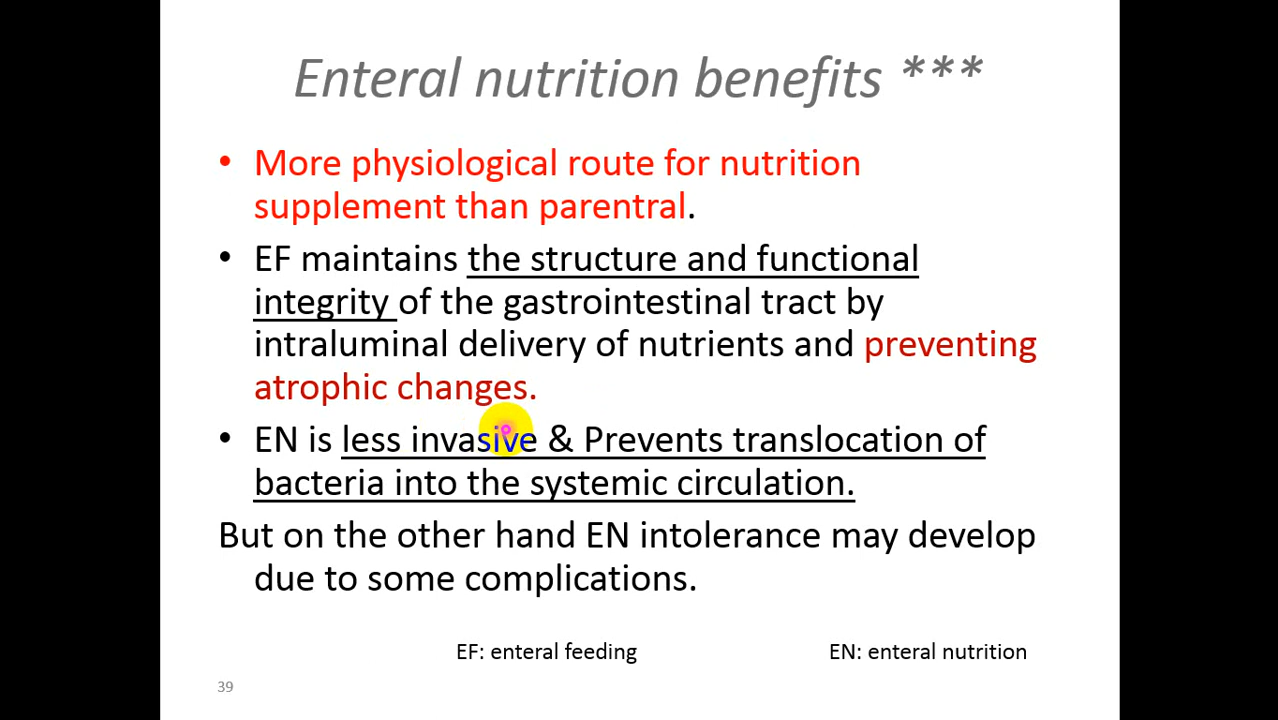 Enteral nutrition benefits ***
• More physiological route for nutrition
supplement than parentral.
• EF maintains the structure and functional
integrity of the gastrointestinal tract by
intraluminal delivery of nutrients and preventing
atrophic changes.
• EN is less invasive & Prevents translocation of
bacteria into the systemic circulation.
But on the other hand EN intolerance may develop
due to some complications.
EF: enteral feeding EN: enteral nutrition
39